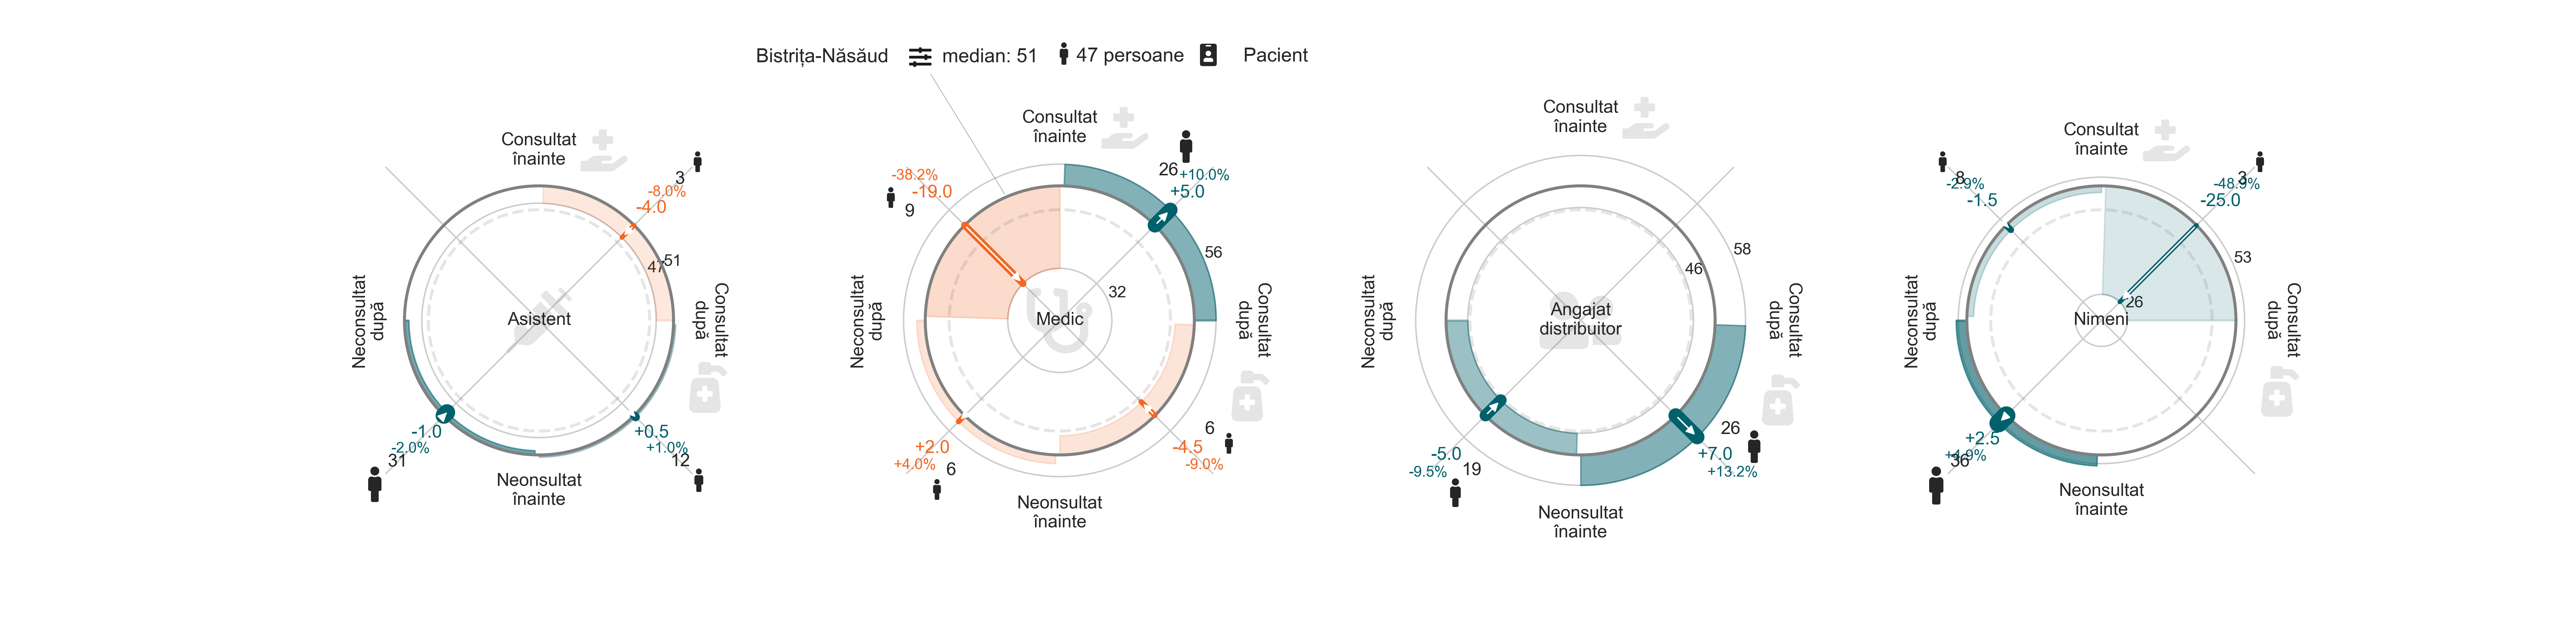 Bistrița-Năsăud median: 51 47 persoane Pacient
Consultat
înainte
3
-8.0%
-4.0
47
51
Asistent
Neconsultat
după
Consultat
după
-1.0
-2.0%
31
+0.5
+1.0%
12
Neonsultat
înainte
Consultat
înainte
-38.2%
-19.0
9
26
+10.0%
+5.0
56
32
Medic
Neconsultat
după
Consultat
după
+2.0
+4.0%
6
6
-4.5
-9.0%
Neonsultat
înainte
Consultat
înainte
58
46
Angajat
distribuitor
Neconsultat
după
Consultat
după
-5.0
-9.5%
19
26
+7.0
+13.2%
Neonsultat
înainte
Consultat
înainte
8
-2.9%
-1.5
3
-48.9%
-25.0
53
26
Nimeni
Neconsultat
după
Consultat
după
+2.5
+4.9%
36
Neonsultat
înainte